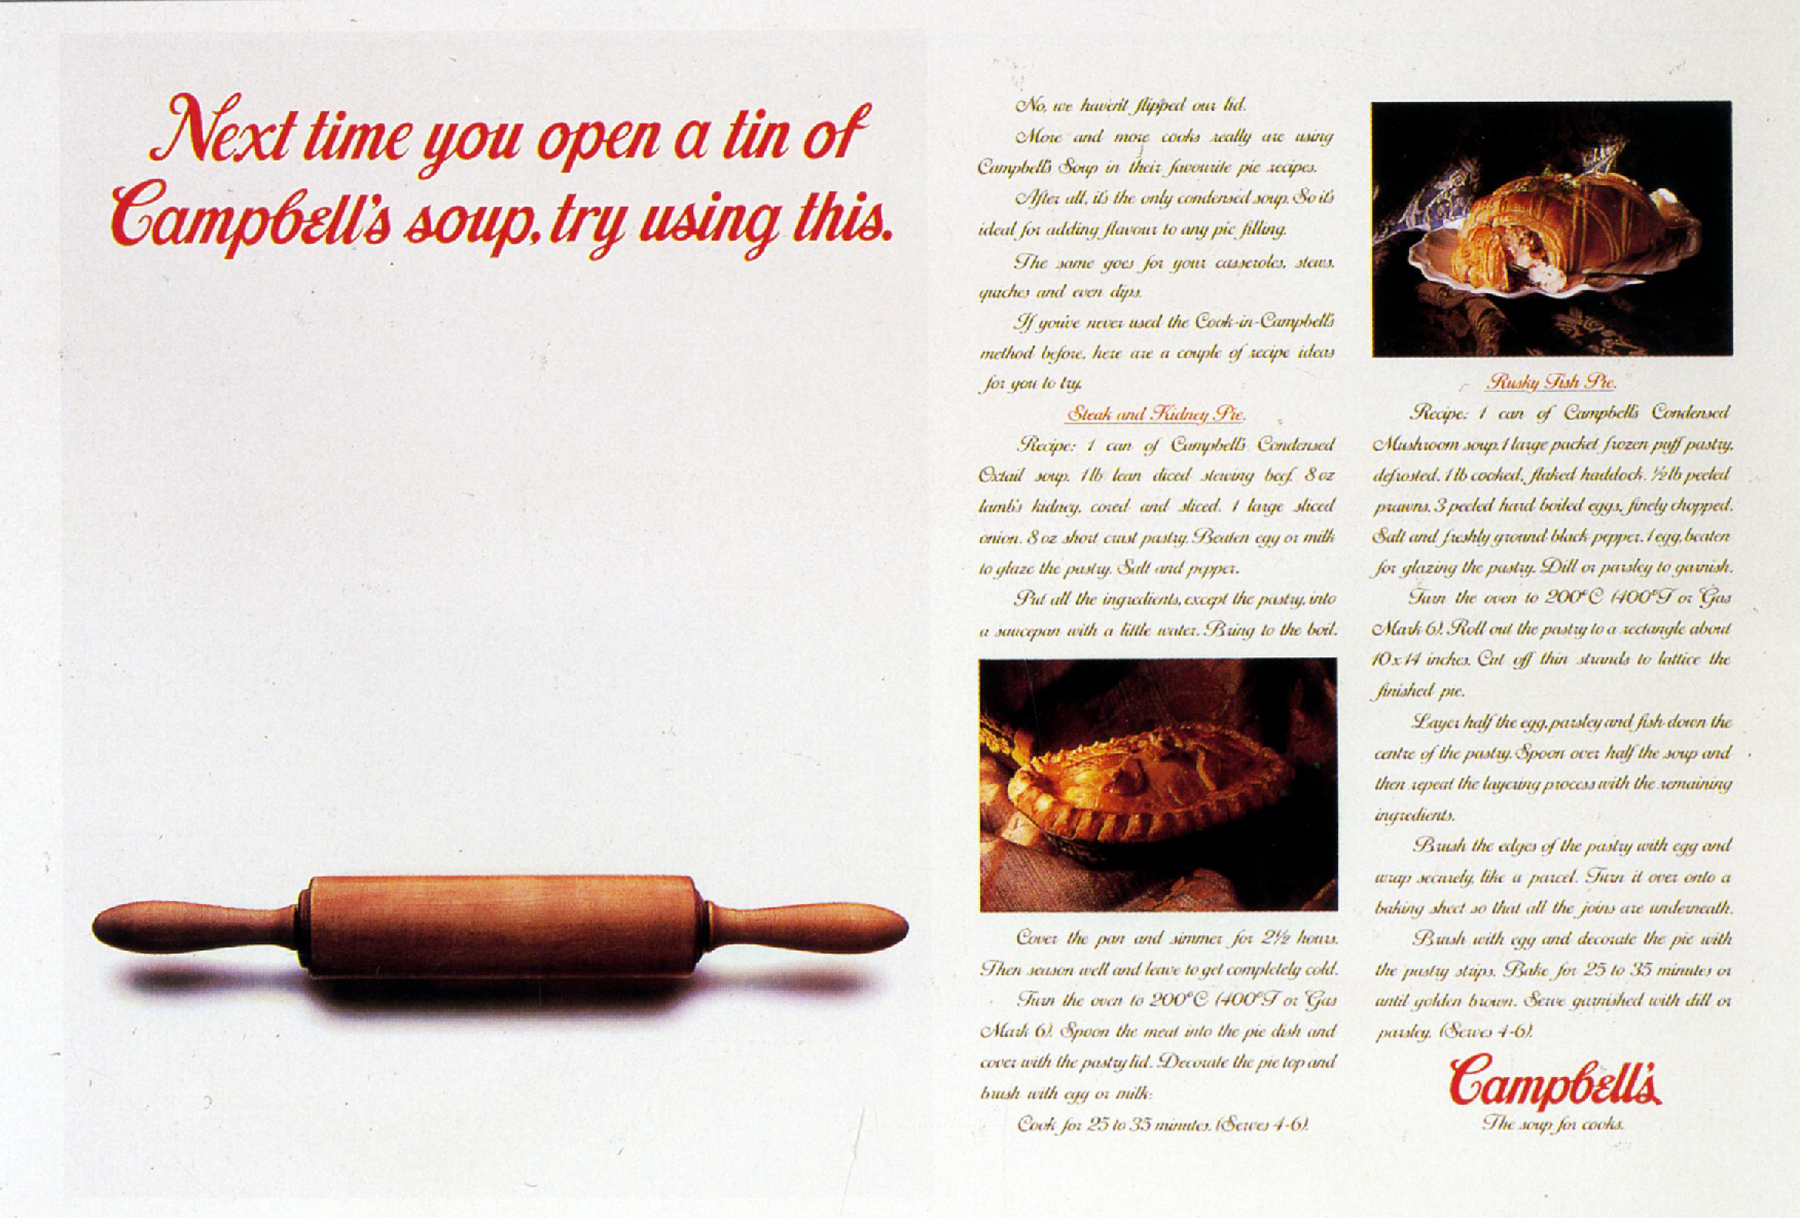 Next time you open a tin of
Campbell's soup, try using this.
No, we haven't flipped our lid.
More and more cooks really are using
Campbell's Soup in their favourite pie recipes.
After all, it's the only condensed soup. So it's
ideal for adding flavour to any pie filling.
The same goes for your casseroles, stews,
quiches and even dips.
If you've never used the Cook-in-Campbell's
method before, here are a couple of recipe ideas
for you to try.
Steak and Kidney Pie.
Recipe: 1 can of Campbell's Condensed
Oxtail soup. 1 lb lean diced stewing beef. 8 oz
lamb's kidney, cored and sliced. 1 large sliced
onion. 8 oz short crust pastry. Beaten egg or milk
to glaze the pastry. Salt and pepper.
Put all the ingredients, except the pastry, into
a saucepan with a little water. Bring to the boil.
Cover the pan and simmer for 2½ hours.
Then season well and leave to get completely cold.
Turn the oven to 200°C (400°F or Gas
Mark 6). Spoon the meat into the pie dish and
cover with the pastry lid. Decorate the pie top and
brush with egg or milk.
Cook for 25 to 35 minutes. (Serves 4-6).
Rusky Fish Pie.
Recipe: 1 can of Campbell's Condensed
Mushroom soup. 1 large packet frozen puff pastry,
defrosted. 1 lb cooked, flaked haddock. ½ lb peeled
prawns. 3 peeled hard boiled eggs, finely chopped.
Salt and freshly ground black pepper. 1 egg, beaten
for glazing the pastry. Dill or parsley to garnish.
Turn the oven to 200°C (400°F or Gas
Mark 6). Roll out the pastry to a rectangle about
10 x 14 inches. Cut off thin strands to lattice the
finished pie.
Layer half the egg, parsley and fish down the
centre of the pastry. Spoon over half the soup and
then repeat the layering process with the remaining
ingredients.
Brush the edges of the pastry with egg and
wrap securely, like a parcel. Turn it over onto a
baking sheet so that all the joins are underneath.
Brush with egg and decorate the pie with
the pastry strips. Bake for 25 to 35 minutes or
until golden brown. Serve garnished with dill or
parsley. (Serves 4-6).
Campbell's
The soup for cooks.